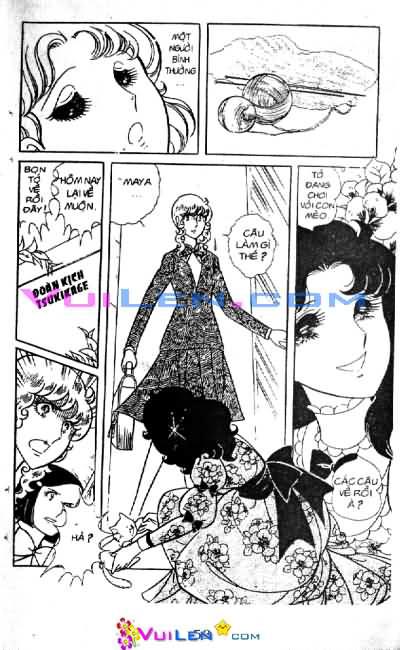 MỘT
NGƯỜI
BÌNH
THƯỜNG
...
BỌN
TỚ
VỀ RỒI
ĐÂY!
HÔM NAY
LẠI VỀ
MUỘN.
ĐOÀN KỊCH
TSUKIKAGE
MAYA...
CẬU
LÀM GÌ
THẾ?
TỚ
ĐANG
CHƠI
VỚI CON
MÈO
VUILEN.COM
HẢ?
CÁC CẬU
VỀ RỒI
À?
VUILEN.COM